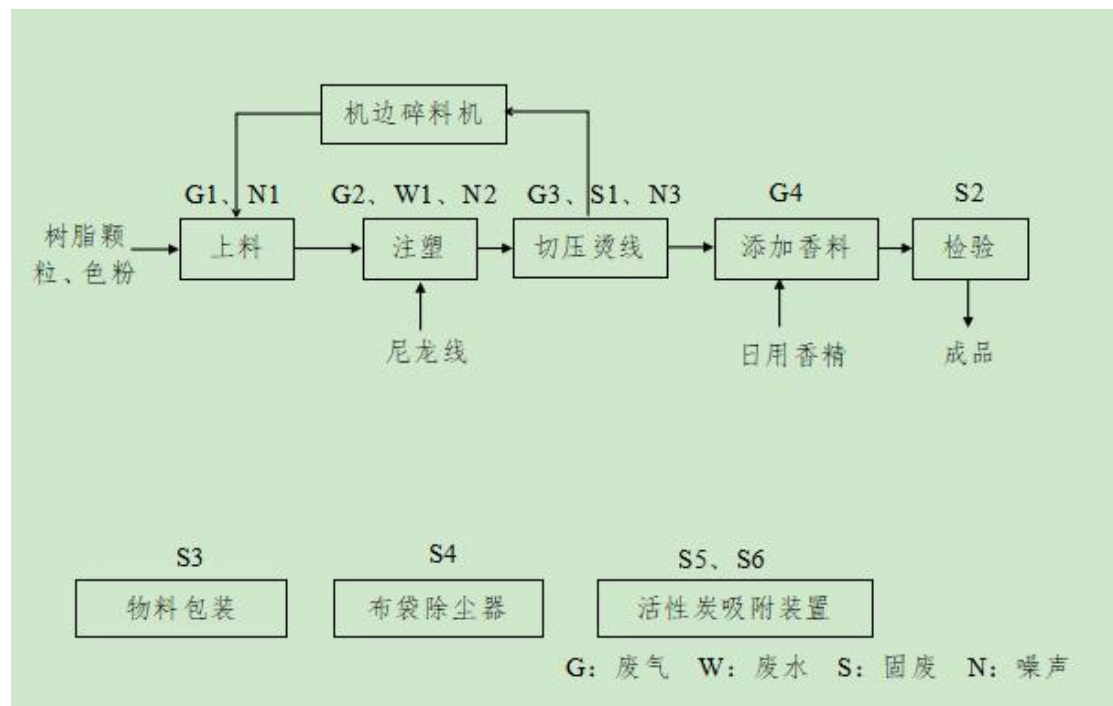 机边碎料机
G1、N1
G2、W1、N2
G3、S1、N3
G4
S2
树脂颗
粒、色粉
上料
注塑
切压烫线
添加香料
检验
尼龙线
日用香精
成品
S3
S4
S5、S6
物料包装
布袋除尘器
活性炭吸附装置
G：废气 W：废水 S：固废 N：噪声